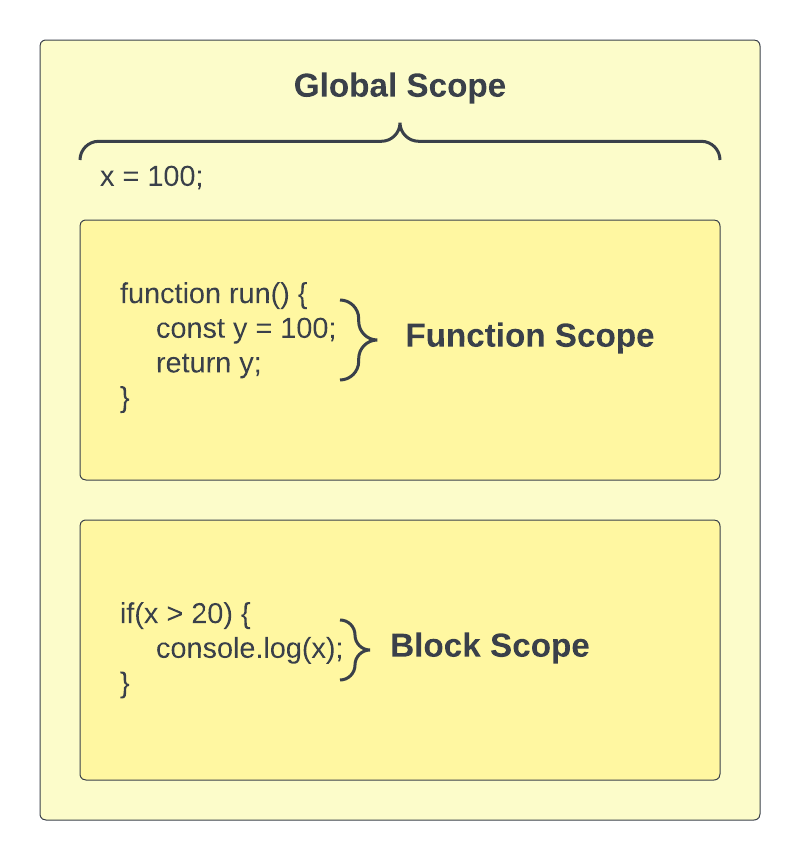 Global Scope
x = 100;
function run() {
const y = 100;
return y;
}
Function Scope
if(x > 20) {
console.log(x);
}
Block Scope